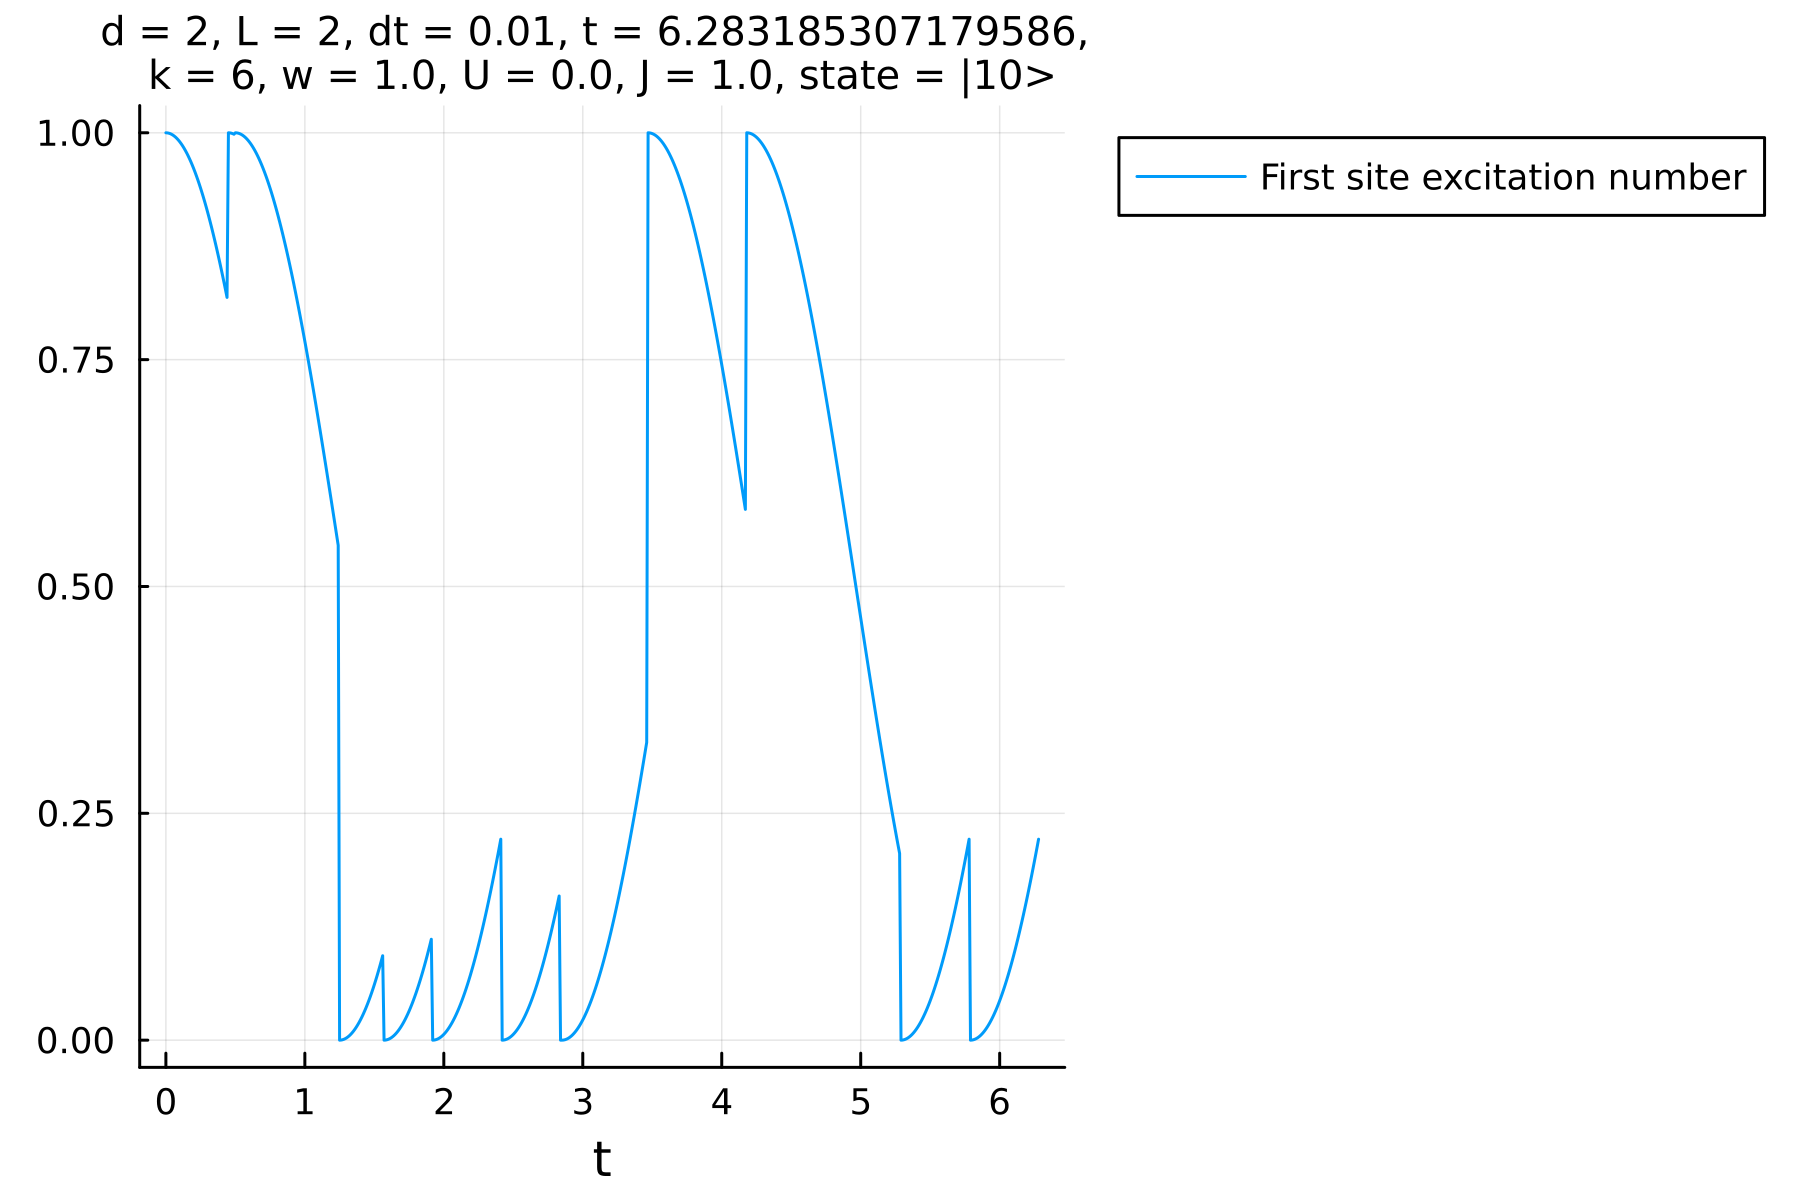 d = 2, L = 2, dt = 0.01, t = 6.283185307179586,
k = 6, w = 1.0, U = 0.0, J = 1.0, state = |10>
First site excitation number
1.00
0.75
0.50
0.25
0.00
0 1 2 3 4 5 6
t